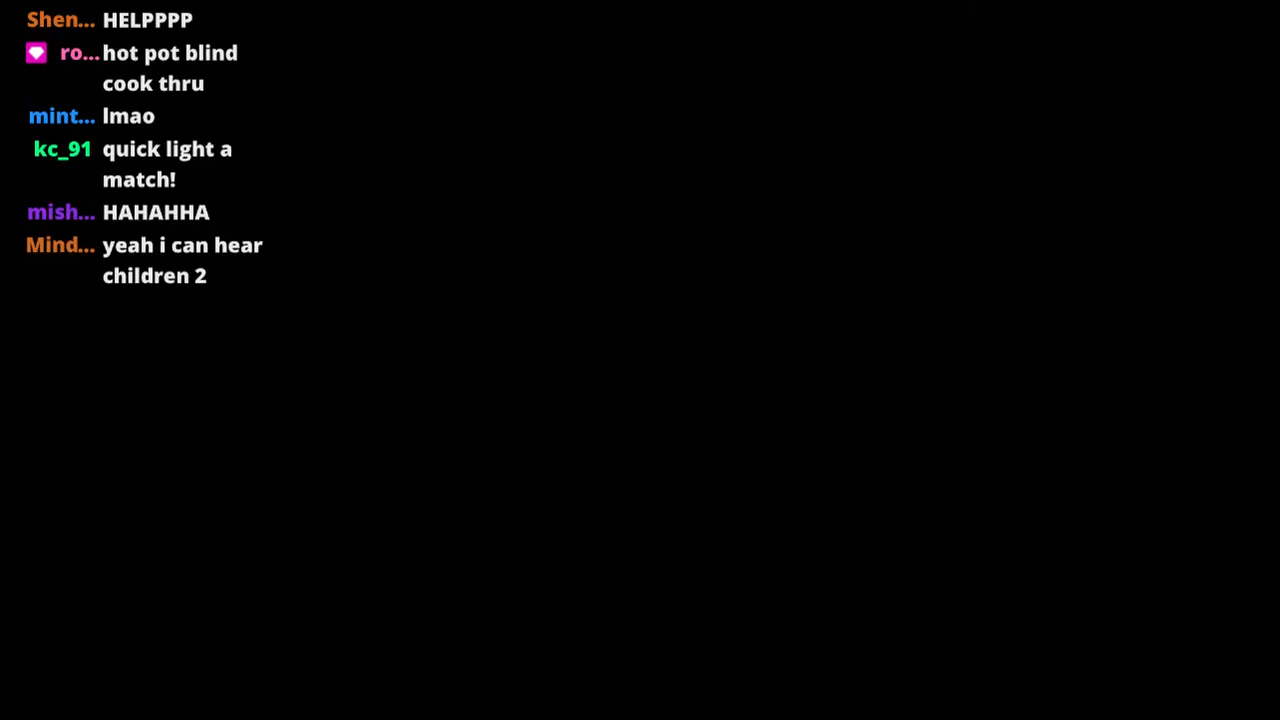 Shen... HELPPPP
ro... hot pot blind
cook thru
mint... lmao
kc_91 quick light a
match!
mish... HAHAHHA
Mind... yeah i can hear
children 2